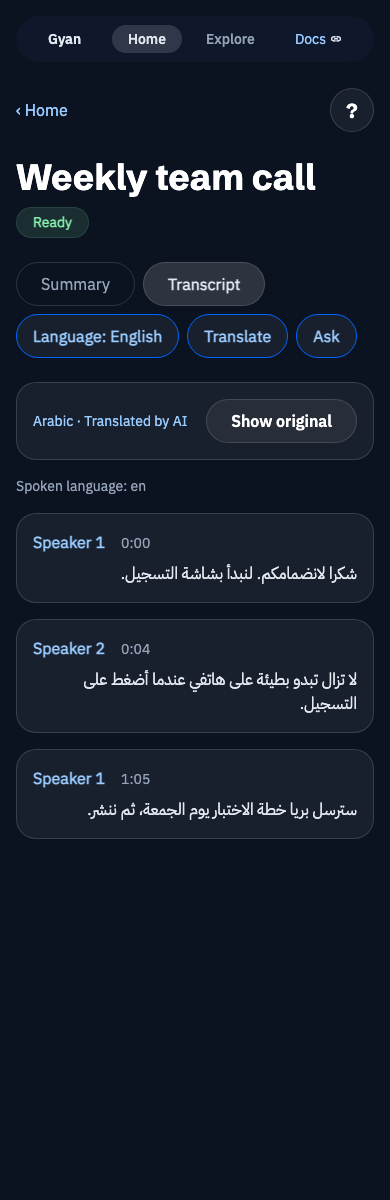 Gyan Home Explore Docs
‹ Home ?
Weekly team call
Ready
Summary Transcript
Language: English Translate Ask
Arabic · Translated by AI Show original
Spoken language: en
Speaker 1 0:00
شكرا لانضمامكم. لنبدأ بشاشة التسجيل.
Speaker 2 0:04
لا تزال تبدو بطيئة على هاتفي عندما أضغط على
التسجيل.
Speaker 1 1:05
سترسل بريا خطة الاختبار يوم الجمعة، ثم ننشر.